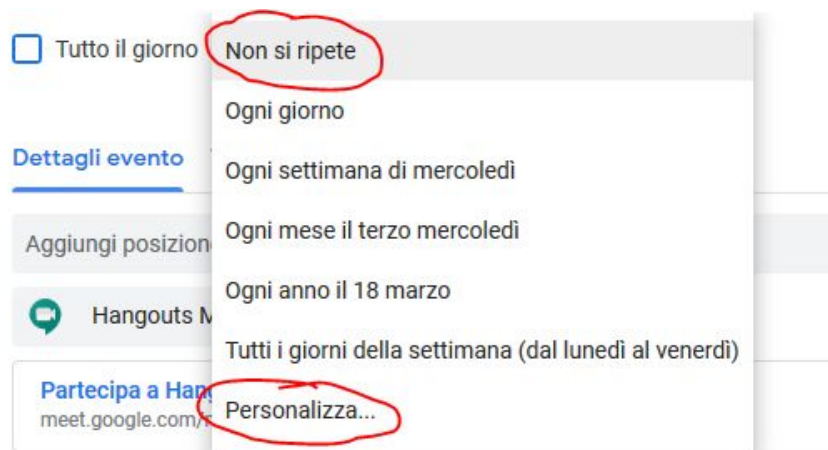 Tutto il giorno
Non si ripete
Ogni giorno
Dettagli evento
Ogni settimana di mercoledì
Ogni mese il terzo mercoledì
Aggiungi posizion
Ogni anno il 18 marzo
Hangouts M
Tutti i giorni della settimana (dal lunedì al venerdì)
Partecipa a Hang
Personalizza...
meet.google.com/